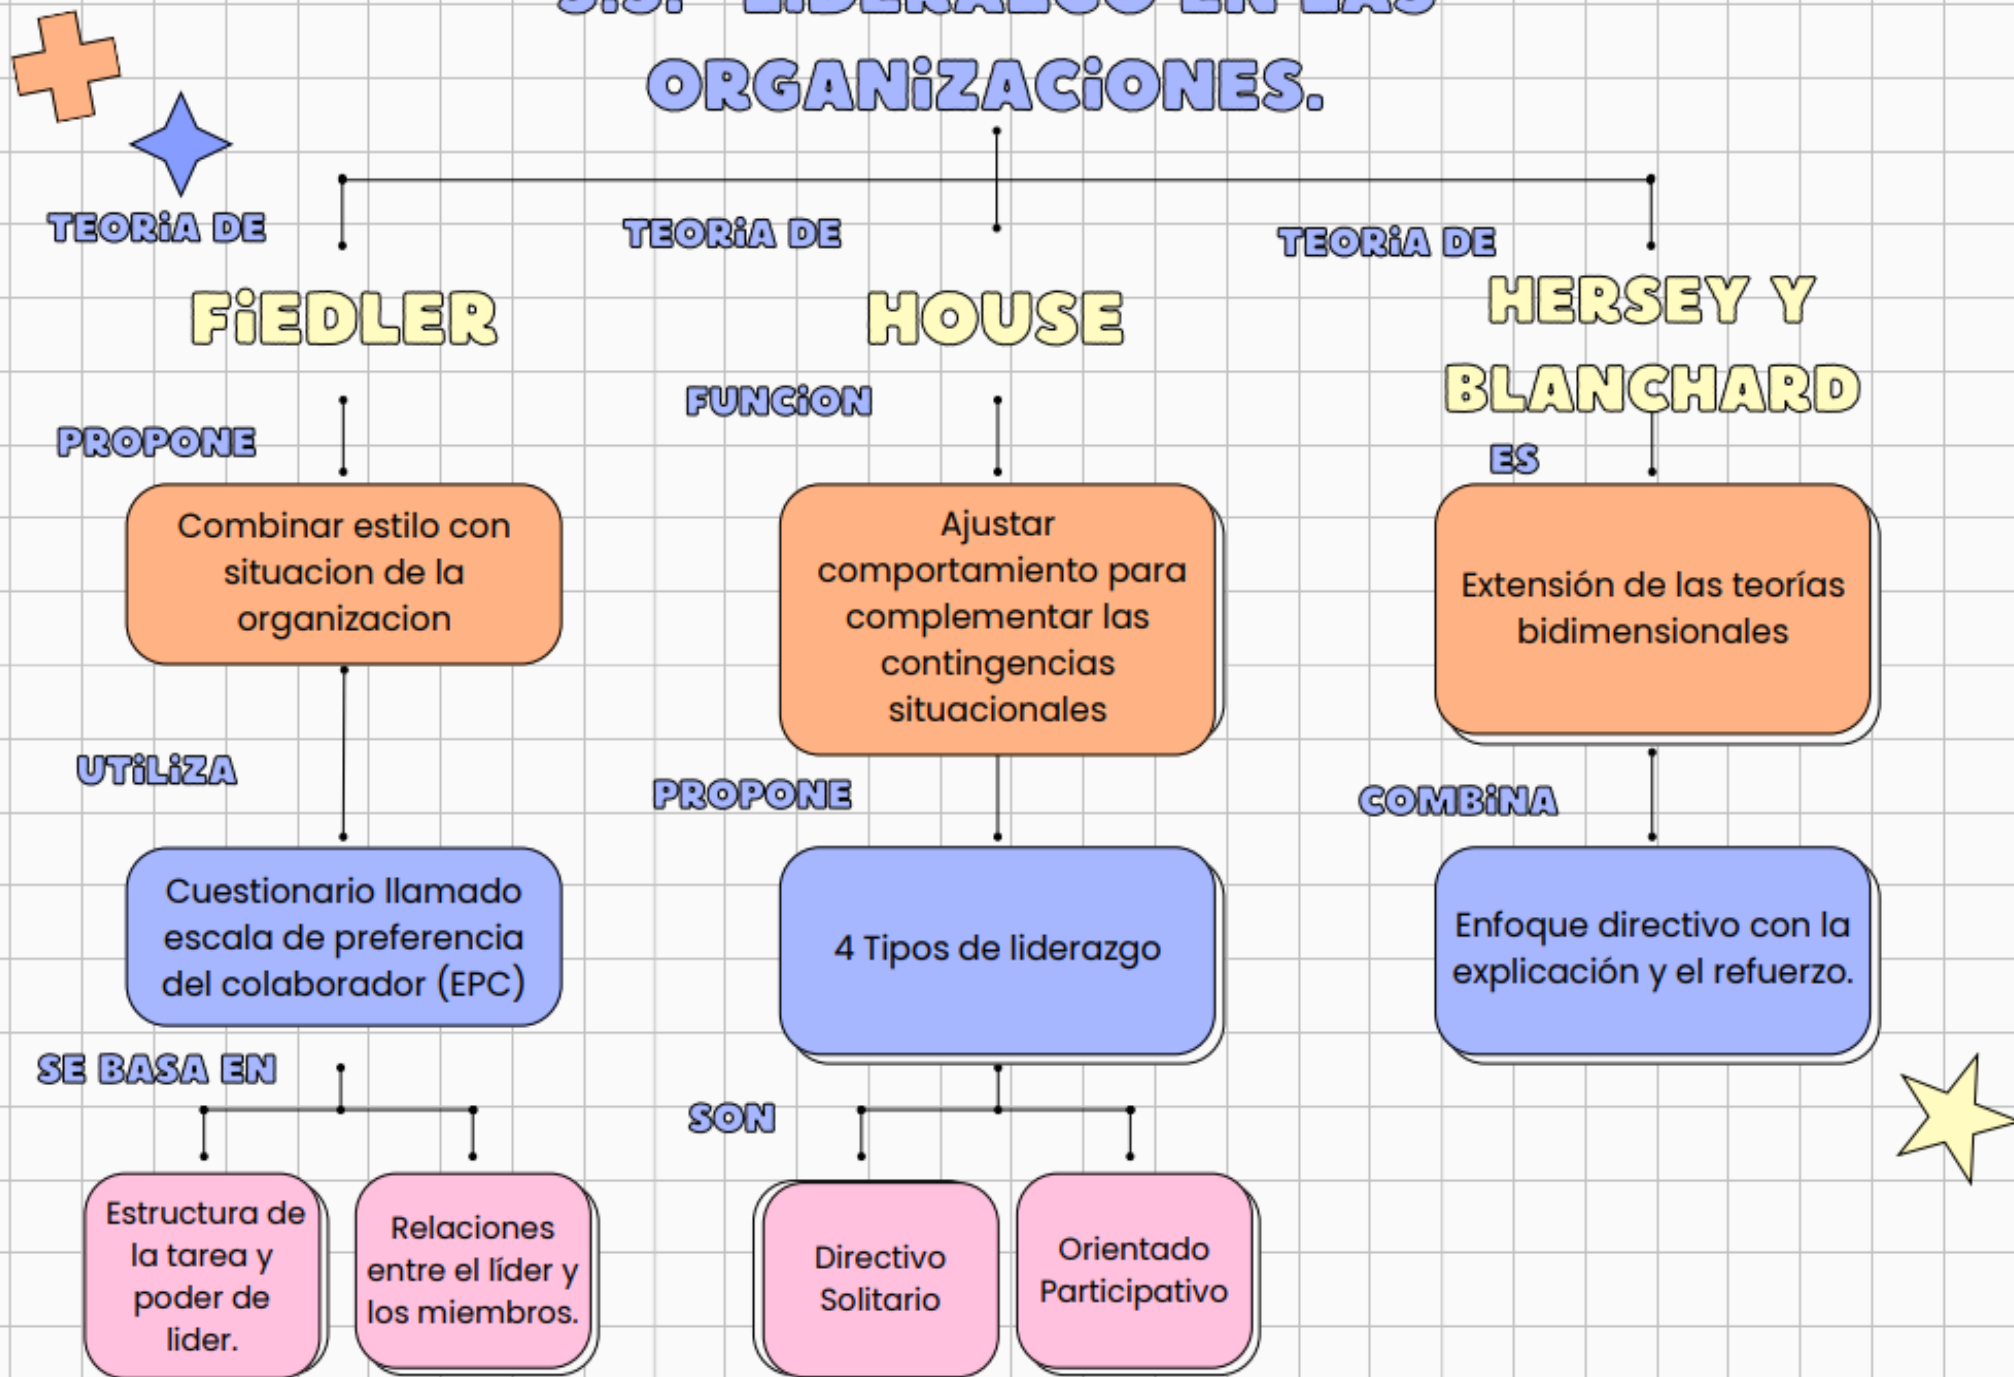 LiDERAZGO EN LAS
ORGANiZACiONES.
TEORiA DE
FiEDLER
PROPONE
Combinar estilo con
situacion de la
organizacion
UTiLiZA
Cuestionario llamado
escala de preferencia
del colaborador (EPC)
SE BASA EN
Estructura de
la tarea y
poder de
lider.
Relaciones
entre el líder y
los miembros.
TEORiA DE
HOUSE
FUNCiON
Ajustar
comportamiento para
complementar las
contingencias
situacionales
PROPONE
4 Tipos de liderazgo
SON
Directivo
Solitario
Orientado
Participativo
TEORiA DE
HERSEY Y
BLANCHARD
ES
Extensión de las teorías
bidimensionales
COMBiNA
Enfoque directivo con la
explicación y el refuerzo.